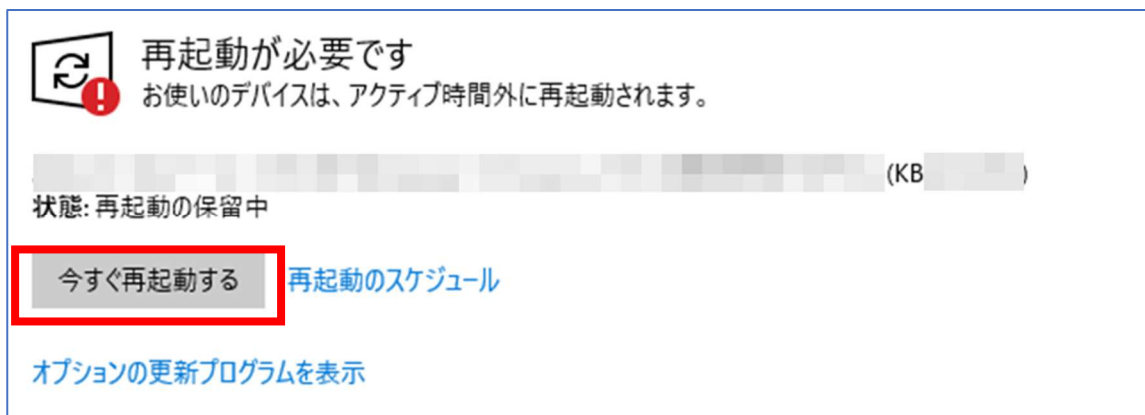 再起動が必要です
お使いのデバイスは、アクティブ時間外に再起動されます。
(KB )
状態: 再起動の保留中
今すぐ再起動する 再起動のスケジュール
オプションの更新プログラムを表示